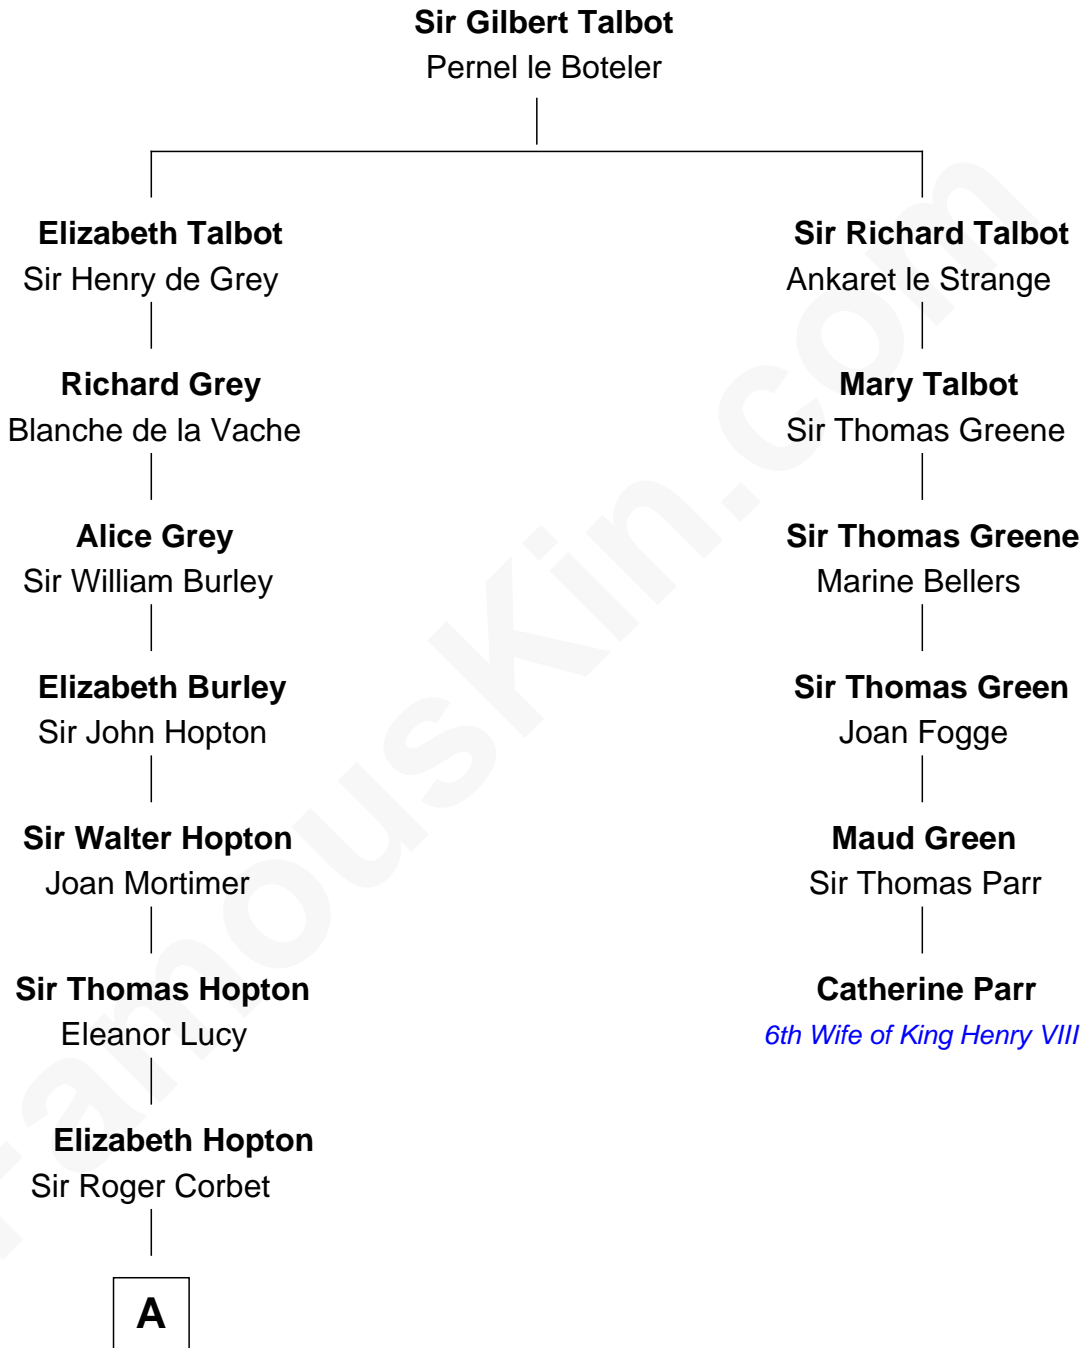 Sir Gilbert Talbot
Pernel le Boteler
Elizabeth Talbot
Sir Henry de Grey
Richard Grey
Blanche de la Vache
Alice Grey
Sir William Burley
Elizabeth Burley
Sir John Hopton
Sir Walter Hopton
Joan Mortimer
Sir Thomas Hopton
Eleanor Lucy
Elizabeth Hopton
Sir Roger Corbet
A
Sir Richard Talbot
Ankaret le Strange
Mary Talbot
Sir Thomas Greene
Sir Thomas Greene
Marine Bellers
Sir Thomas Green
Joan Fogge
Maud Green
Sir Thomas Parr
Catherine Parr
6th Wife of King Henry VIII
FamousKin.com